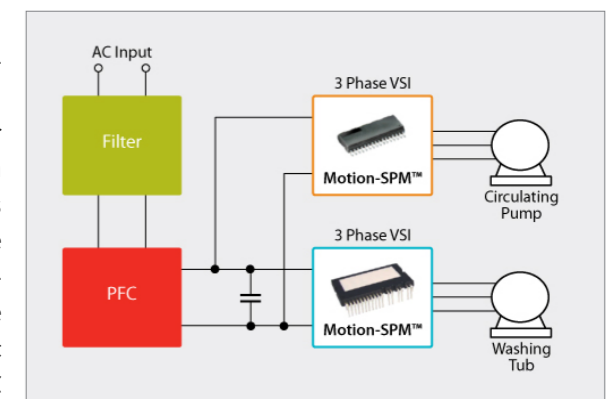 AC Input
Filter
PFC
3 Phase VSI
Motion-SPM™
Circulating
Pump
3 Phase VSI
Motion-SPM™
Washing
Tub